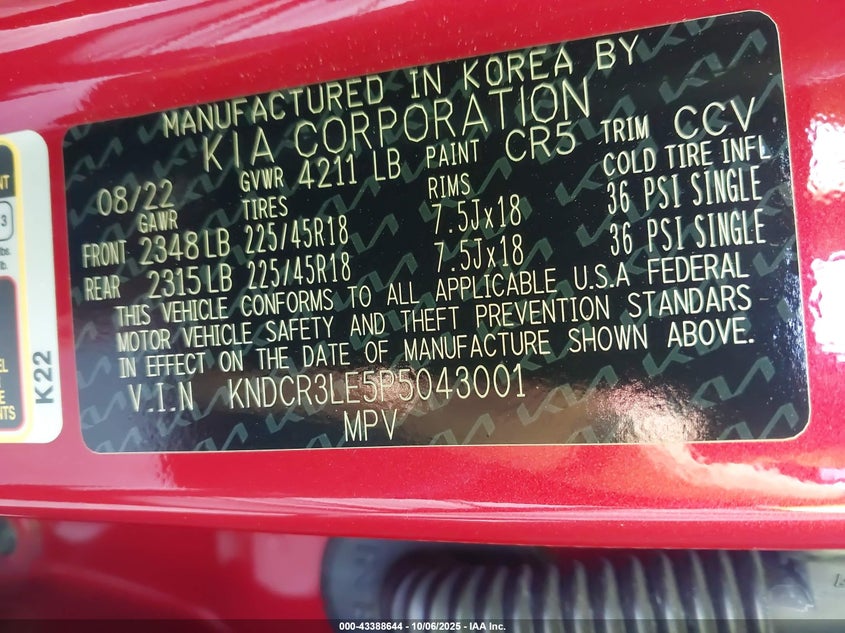 MANUFACTURED IN KOREA BY
KIA CORPORATION
08/22 GVWR 4211 LB PAINT CR5 TRIM CCV
GAWR TIRES RIMS COLD TIRE INFL
FRONT 2348 LB 225/45R18 7.5Jx18 36 PSI SINGLE
REAR 2315 LB 225/45R18 7.5Jx18 36 PSI SINGLE
THIS VEHICLE CONFORMS TO ALL APPLICABLE U.S.A FEDERAL
MOTOR VEHICLE SAFETY AND THEFT PREVENTION STANDARS
IN EFFECT ON THE DATE OF MANUFACTURE SHOWN ABOVE.
V.I.N KNDCR3LE5P5043001
MPV
K22
000-43388644 - 10/06/2025 - IAA Inc.